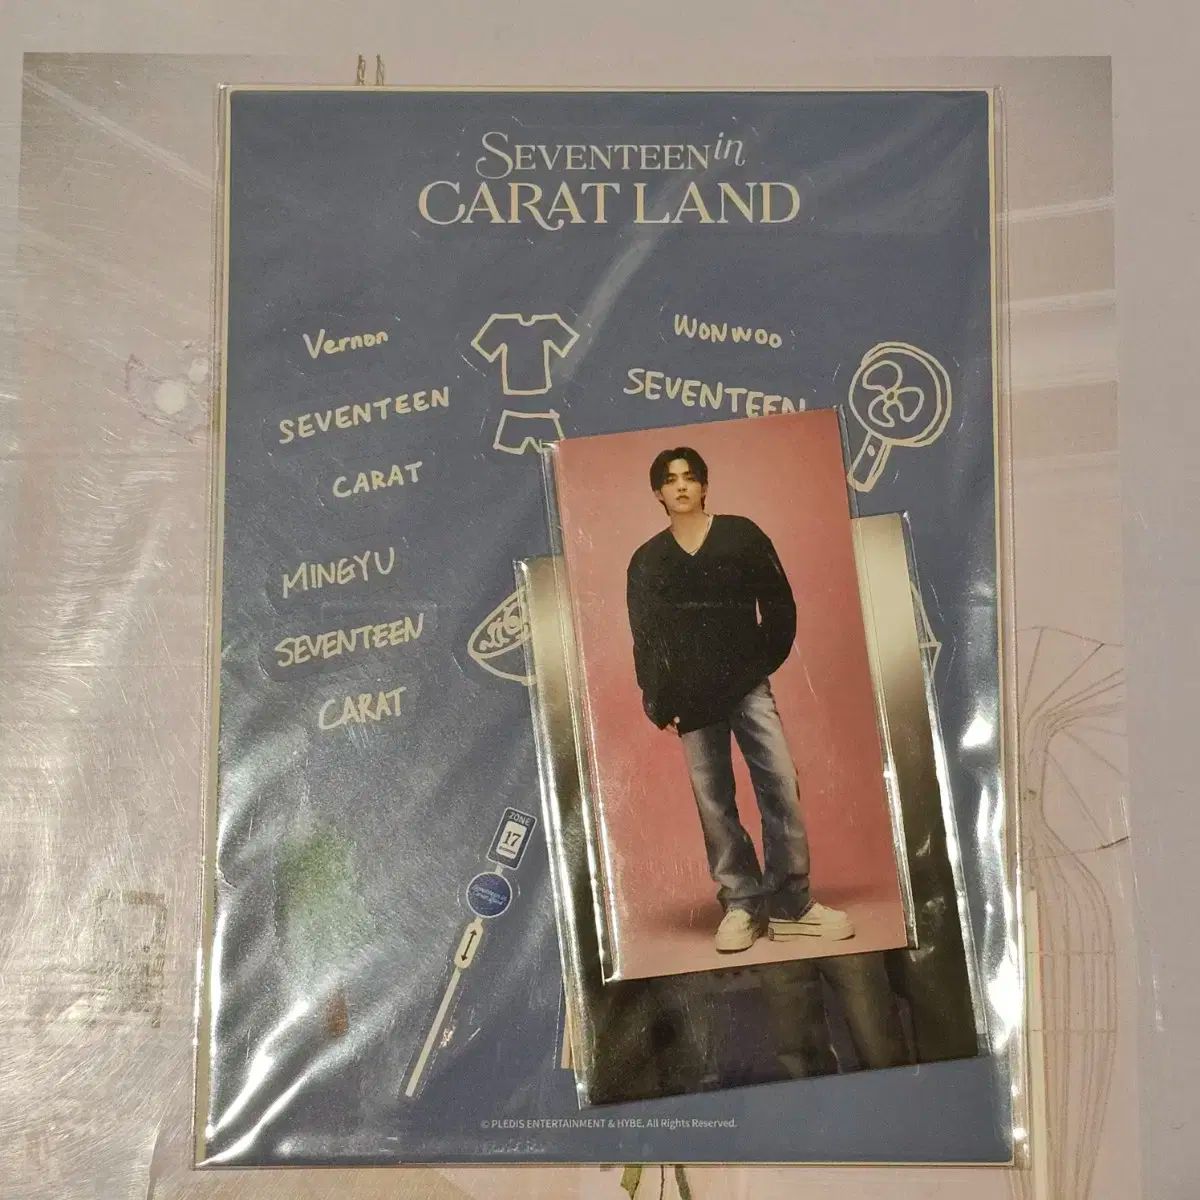 SEVENTEEN in
CARAT LAND
Vernon
SEVENTEEN
CARAT
WONWOO
SEVENTEEN
MINGYU
SEVENTEEN
CARAT
ZONE
17
© PLEDIS ENTERTAINMENT & HYBE. All Rights Reserved.